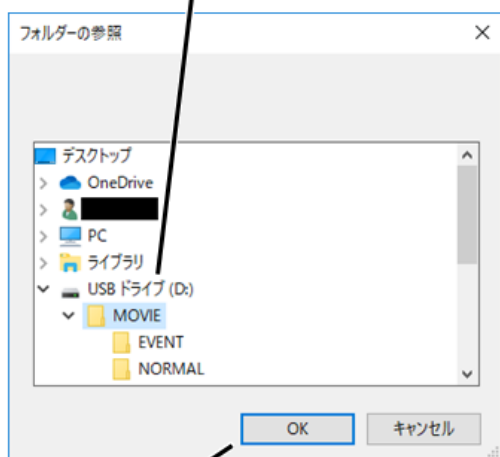 フォルダーの参照
デスクトップ
OneDrive
PC
ライブラリ
USB ドライブ (D:)
MOVIE
EVENT
NORMAL
OK キャンセル